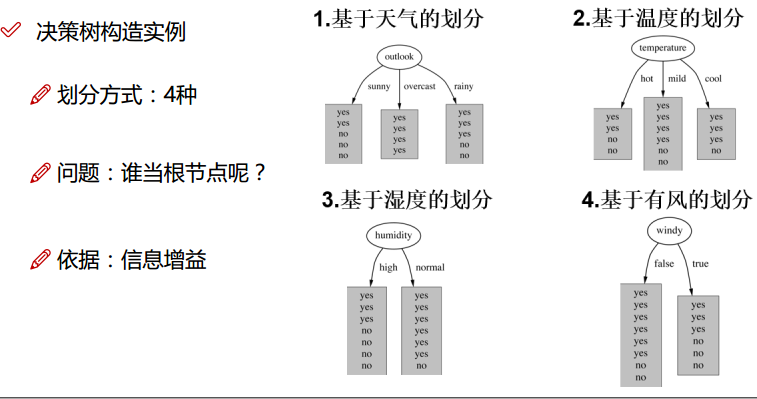 决策树构造实例
划分方式：4种
问题：谁当根节点呢？
依据：信息增益
1.基于天气的划分
outlook
sunny overcast rainy
yes
yes
no
no
no
yes
yes
yes
yes
yes
yes
yes
no
no
2.基于温度的划分
temperature
hot mild cool
yes
yes
no
no
yes
yes
yes
yes
no
no
yes
yes
yes
no
3.基于湿度的划分
humidity
high normal
yes
yes
yes
no
no
no
no
yes
yes
yes
yes
yes
yes
no
4.基于有风的划分
windy
false true
yes
yes
yes
yes
yes
yes
no
no
yes
yes
yes
no
no
no